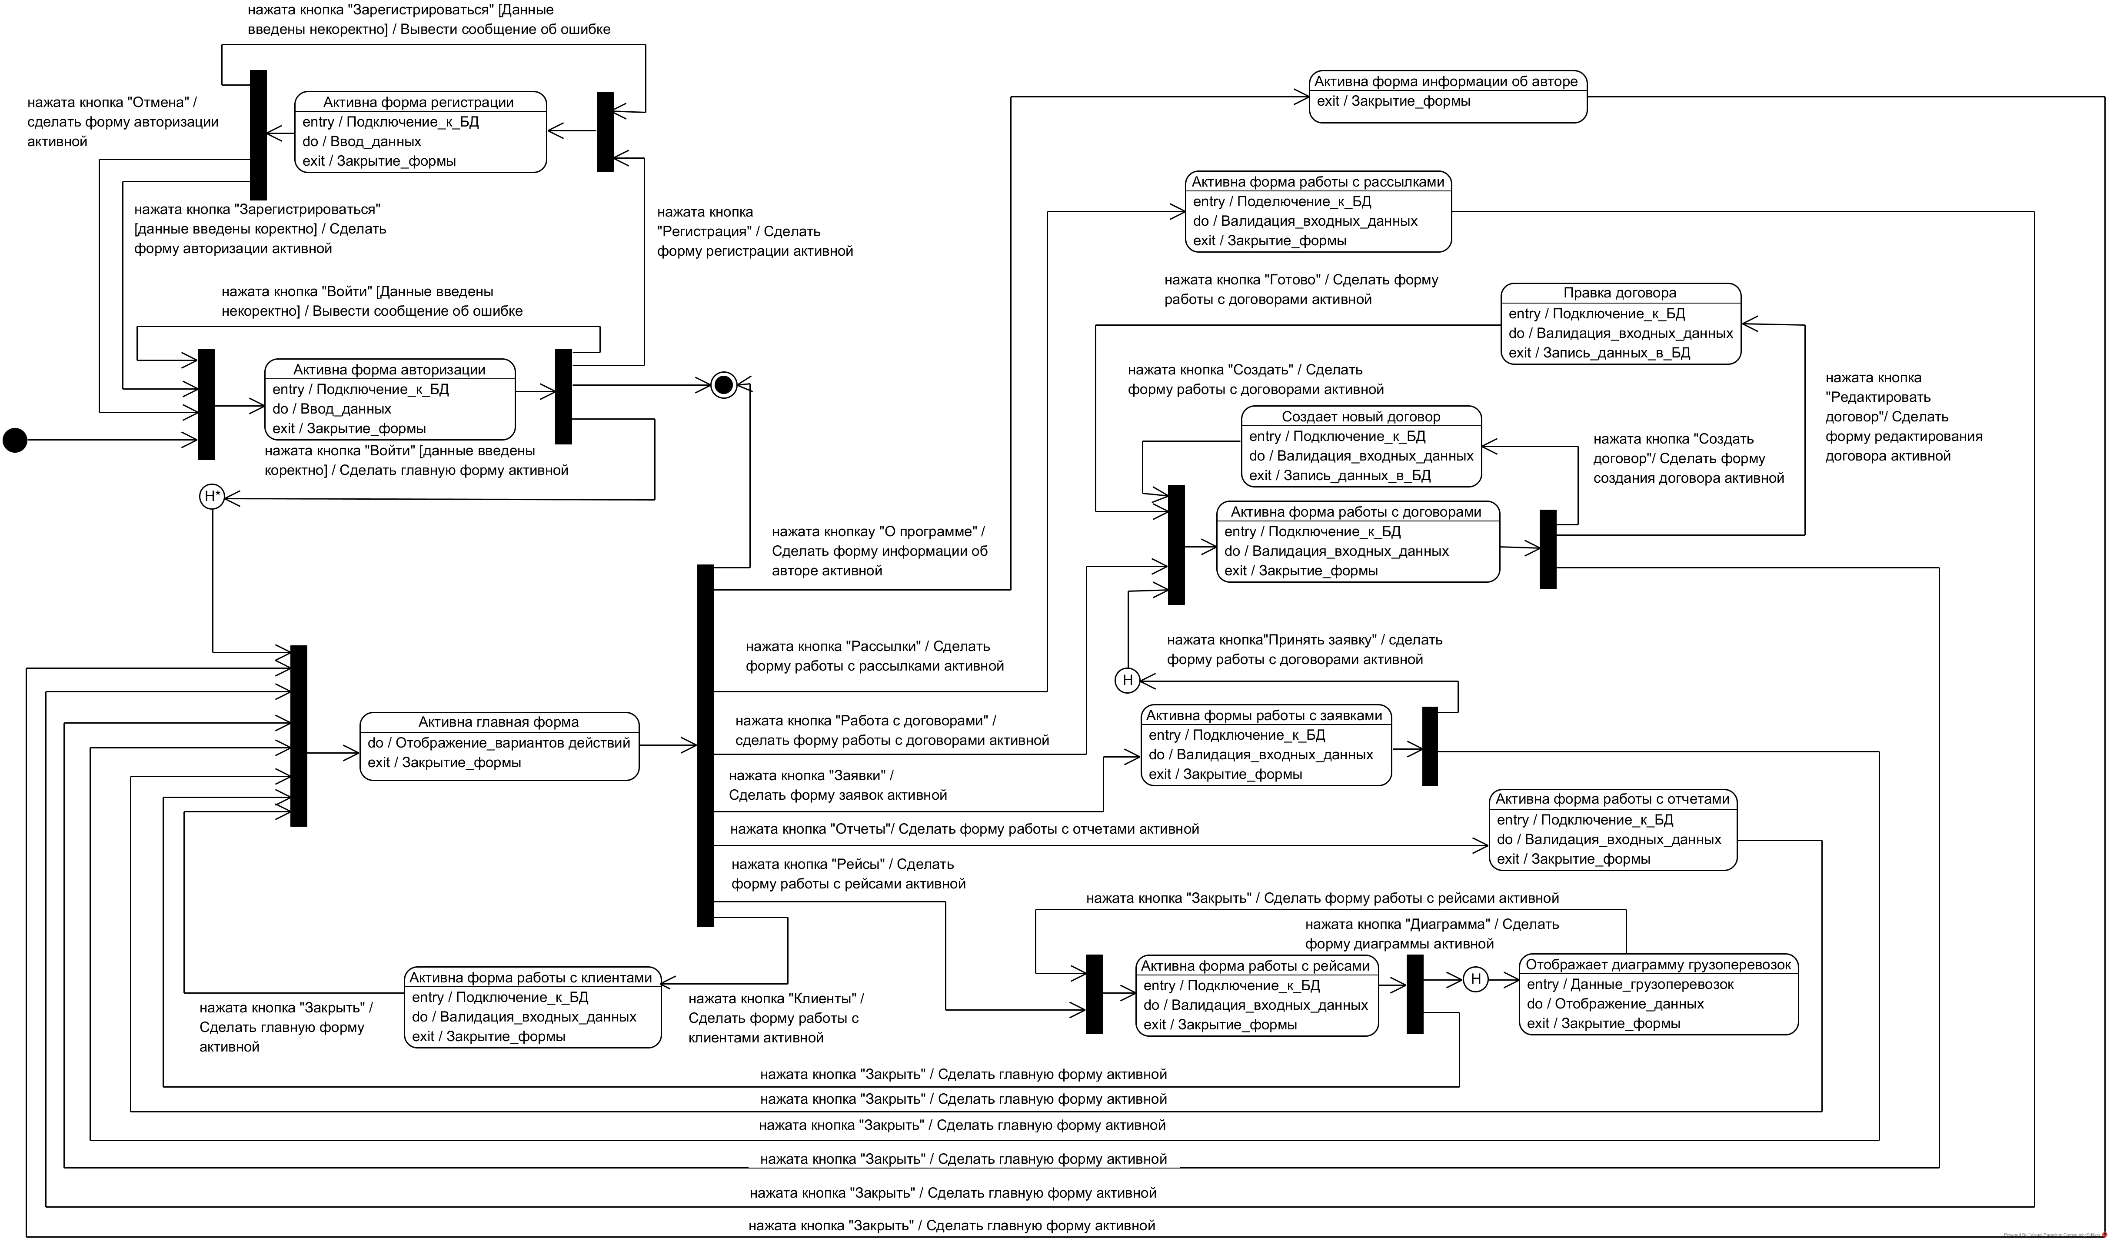 нажата кнопка "Зарегистрироваться" [Данные
введены некоректно] / Вывести сообщение об ошибке
нажата кнопка "Отмена" /
сделать форму авторизации
активной
Активна форма регистрации
entry / Подключение_к_БД
do / Ввод_данных
exit / Закрытие_формы
нажата кнопка "Зарегистрироваться"
[данные введены коректно] / Сделать
форму авторизации активной
нажата кнопка
"Регистрация" / Сделать
форму регистрации активной
нажата кнопка "Войти" [Данные введены
некоректно] / Вывести сообщение об ошибке
Активна форма авторизации
entry / Подключение_к_БД
do / Ввод_данных
exit / Закрытие_формы
нажата кнопка "Войти" [данные введены
коректно] / Сделать главную форму активной
H*
Активна форма информации об авторе
exit / Закрытие_формы
Активна форма работы с рассылками
entry / Поделючение_к_БД
do / Валидация_входных_данных
exit / Закрытие_формы
нажата кнопка "Готово" / Сделать форму
работы с договорами активной
Правка договора
entry / Подключение_к_БД
do / Валидация_входных_данных
exit / Запись_данных_в_БД
нажата кнопка "Создать" / Сделать
форму работы с договорами активной
Создает новый договор
entry / Подключение_к_БД
do / Валидация_входных_данных
exit / Запись_данных_в_БД
нажата кнопка "Создать
договор"/ Сделать форму
создания договора активной
нажата кнопка
"Редактировать
договор"/ Сделать
форму редактирования
договора активной
Активна форма работы с договорами
entry / Подключение_к_БД
do / Валидация_входных_данных
exit / Закрытие_формы
нажата кнопкау "О программе" /
Сделать форму информации об
авторе активной
нажата кнопка "Рассылки" / Сделать
форму работы с рассылками активной
нажата кнопка"Принять заявку" / сделать
форму работы с договорами активной
H
Активна главная форма
do / Отображение_вариантов действий
exit / Закрытие_формы
нажата кнопка "Работа с договорами" /
сделать форму работы с договорами активной
Активна формы работы с заявками
entry / Подключение_к_БД
do / Валидация_входных_данных
exit / Закрытие_формы
нажата кнопка "Заявки" /
Сделать форму заявок активной
нажата кнопка "Отчеты"/ Сделать форму работы с отчетами активной
Активна форма работы с отчетами
entry / Подключение_к_БД
do / Валидация_входных_данных
exit / Закрытие_формы
нажата кнопка "Рейсы" / Сделать
форму работы с рейсами активной
нажата кнопка "Закрыть" / Сделать форму работы с рейсами активной
нажата кнопка "Диаграмма" / Сделать
форму диаграммы активной
Активна форма работы с рейсами
entry / Подключение_к_БД
do / Валидация_входных_данных
exit / Закрытие_формы
H
Отображает диаграмму грузоперевозок
entry / Данные_грузоперевозок
do / Отображение_данных
exit / Закрытие_формы
Активна форма работы с клиентами
entry / Подключение_к_БД
do / Валидация_входных_данных
exit / Закрытие_формы
нажата кнопка "Закрыть" /
Сделать главную форму
активной
нажата кнопка "Клиенты" /
Сделать форму работы с
клиентами активной
нажата кнопка "Закрыть" / Сделать главную форму активной
нажата кнопка "Закрыть" / Сделать главную форму активной
нажата кнопка "Закрыть" / Сделать главную форму активной
нажата кнопка "Закрыть" / Сделать главную форму активной
нажата кнопка "Закрыть" / Сделать главную форму активной
нажата кнопка "Закрыть" / Сделать главную форму активной